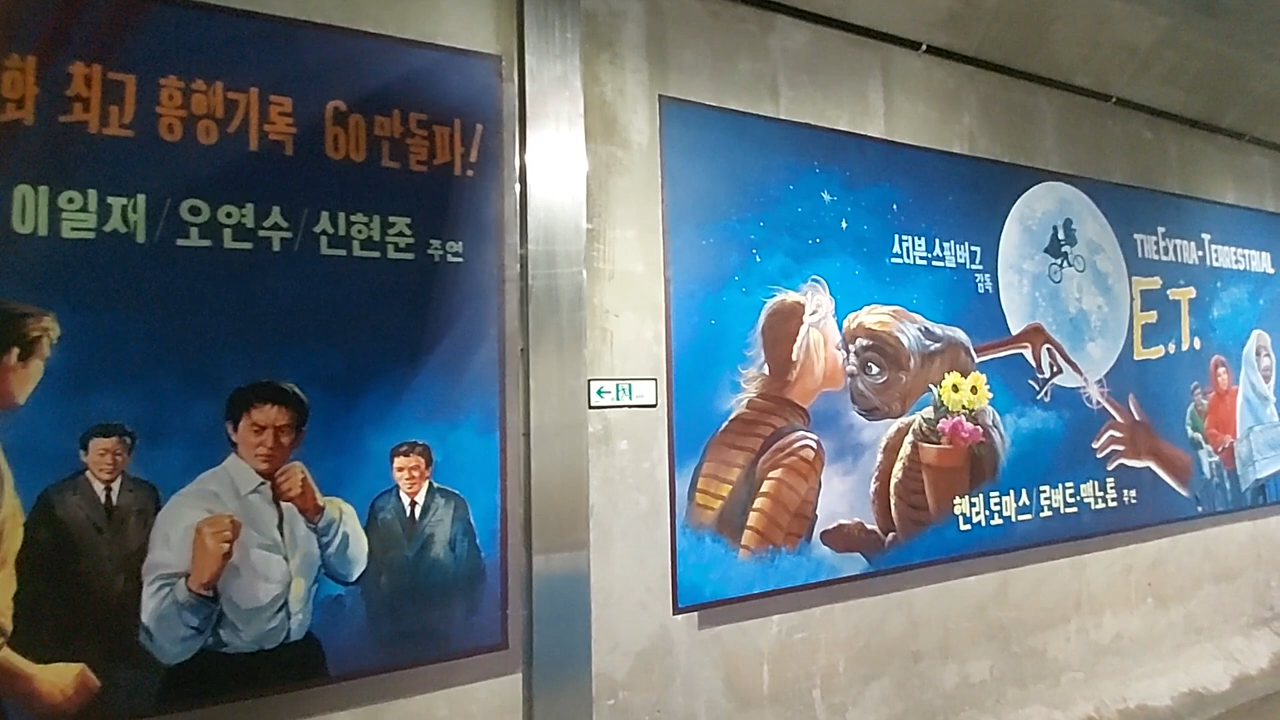 화 최고 흥행기록 60만돌파!
이일재/오연수/신현준 주연
스티븐·스필버그
감독
THE EXTRA-TERRESTRIAL
E.T.
헨리·토마스/로버트·맥노튼 주연